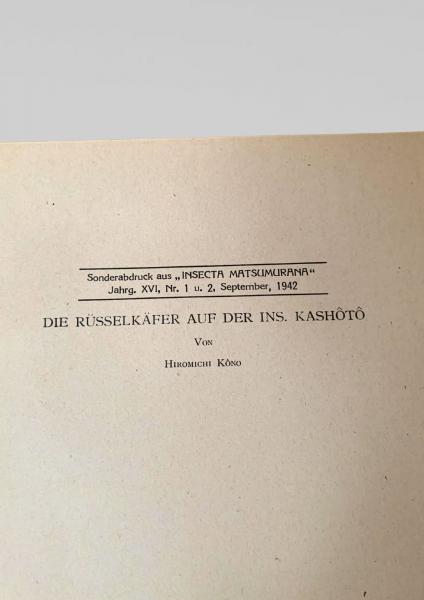 Sonderabdruck aus „INSECTA MATSUMURANA“
Jahrg. XVI, Nr. 1 u. 2, September, 1942
DIE RÜSSELKÄFER AUF DER INS. KASHÔTÔ
Von
Hiromichi Kôno